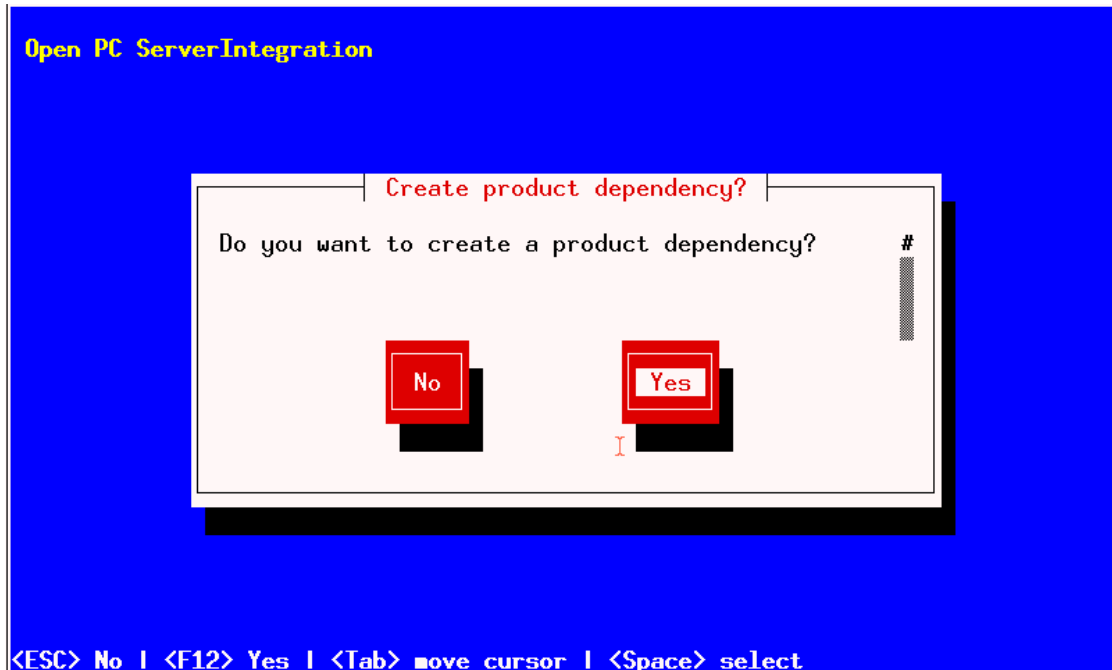 Open PC ServerIntegration
Create product dependency?
Do you want to create a product dependency? #
No Yes
<ESC> No | <F12> Yes | <Tab> move cursor | <Space> select